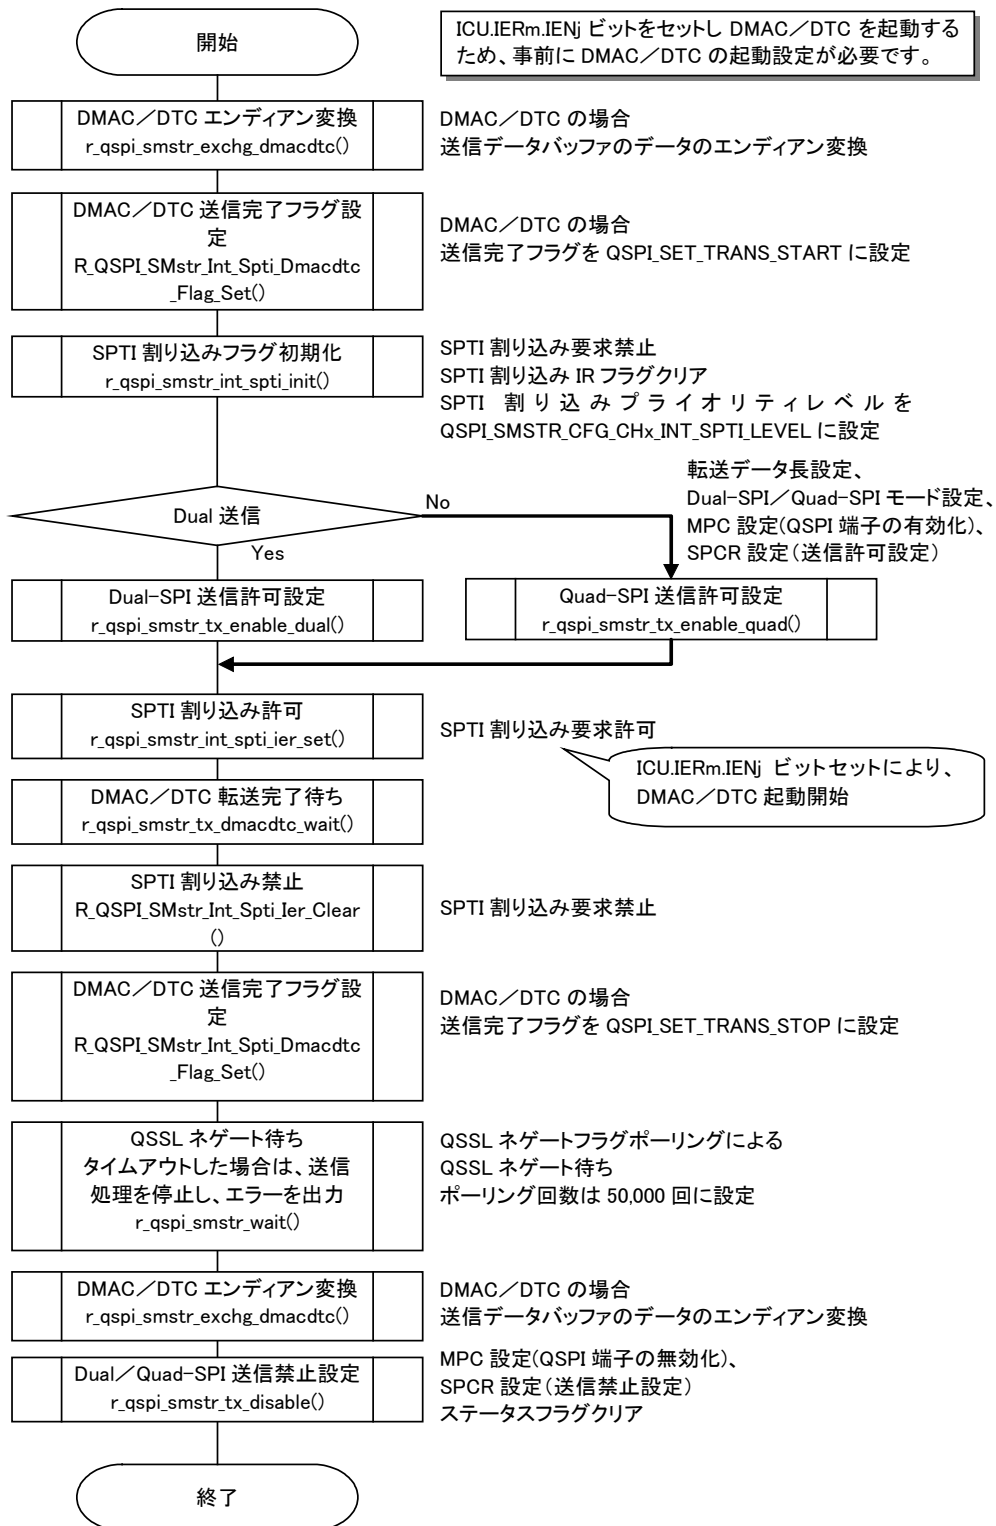 開始
ICU.IERm.IENj ビットをセットし DMAC／DTC を起動する
ため、事前に DMAC／DTC の起動設定が必要です。
DMAC／DTC エンディアン変換
r_qspi_smstr_exchg_dmacdtc()
DMAC／DTC の場合
送信データバッファのデータのエンディアン変換
DMAC／DTC 送信完了フラグ設
定
R_QSPI_SMstr_Int_Spti_Dmacdtc
_Flag_Set()
DMAC／DTC の場合
送信完了フラグを QSPI_SET_TRANS_START に設定
SPTI 割り込みフラグ初期化
r_qspi_smstr_int_spti_init()
SPTI 割り込み要求禁止
SPTI 割り込み IR フラグクリア
SPTI 割り込みプライオリティレベルを
QSPI_SMSTR_CFG_CHx_INT_SPTI_LEVEL に設定
転送データ長設定、
Dual-SPI／Quad-SPI モード設定、
MPC 設定(QSPI 端子の有効化)、
SPCR 設定（送信許可設定）
Dual 送信
No
Yes
Dual-SPI 送信許可設定
r_qspi_smstr_tx_enable_dual()
Quad-SPI 送信許可設定
r_qspi_smstr_tx_enable_quad()
SPTI 割り込み許可
r_qspi_smstr_int_spti_ier_set()
SPTI 割り込み要求許可
ICU.IERm.IENj ビットセットにより、
DMAC／DTC 起動開始
DMAC／DTC 転送完了待ち
r_qspi_smstr_tx_dmacdtc_wait()
SPTI 割り込み禁止
R_QSPI_SMstr_Int_Spti_Ier_Clear
()
SPTI 割り込み要求禁止
DMAC／DTC 送信完了フラグ設
定
R_QSPI_SMstr_Int_Spti_Dmacdtc
_Flag_Set()
DMAC／DTC の場合
送信完了フラグを QSPI_SET_TRANS_STOP に設定
QSSL ネゲート待ち
タイムアウトした場合は、送信
処理を停止し、エラーを出力
r_qspi_smstr_wait()
QSSL ネゲートフラグポーリングによる
QSSL ネゲート待ち
ポーリング回数は 50,000 回に設定
DMAC／DTC エンディアン変換
r_qspi_smstr_exchg_dmacdtc()
DMAC／DTC の場合
送信データバッファのデータのエンディアン変換
Dual／Quad-SPI 送信禁止設定
r_qspi_smstr_tx_disable()
MPC 設定(QSPI 端子の無効化)、
SPCR 設定（送信禁止設定）
ステータスフラグクリア
終了